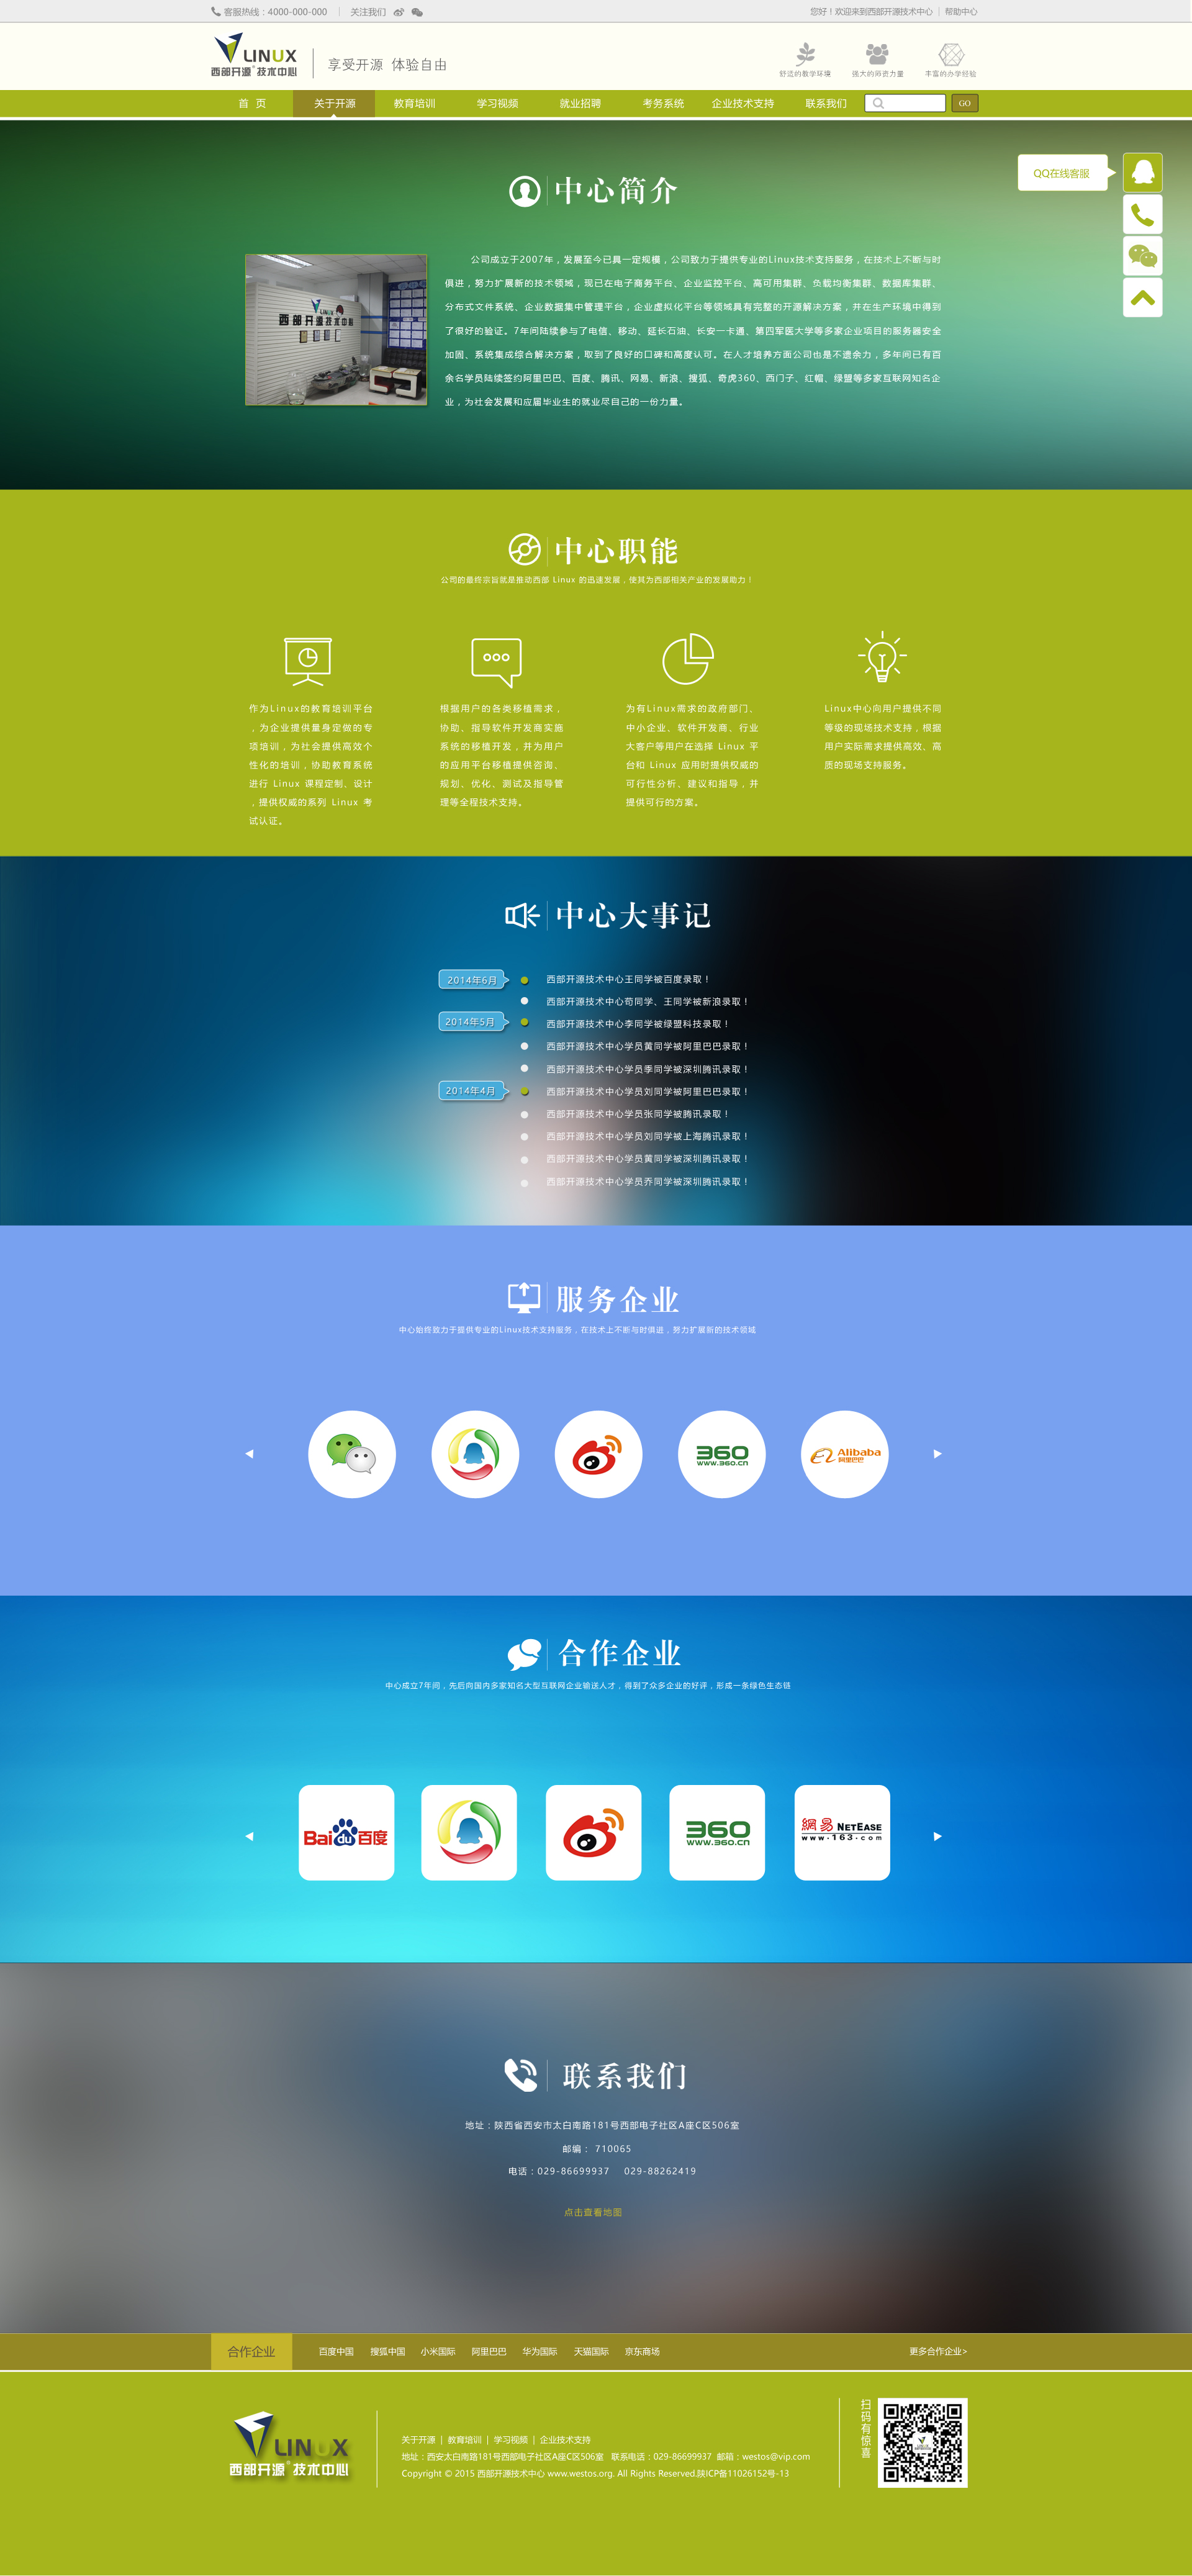 客服热线：4000-000-000 关注我们
您好！欢迎来到西部开源技术中心 | 帮助中心
LINUX
西部开源®技术中心
享受开源 体验自由
舒适的教学环境 强大的师资力量 丰富的办学经验
首 页 关于开源 教育培训 学习视频 就业招聘 考务系统 企业技术支持 联系我们 GO
QQ在线客服
中心简介
LINUX
西部开源技术中心
公司成立于2007年，发展至今已具一定规模，公司致力于提供专业的Linux技术支持服务，在技术上不断与时
俱进，努力扩展新的技术领域，现已在电子商务平台、企业监控平台、高可用集群、负载均衡集群、数据库集群、
分布式文件系统、企业数据集中管理平台，企业虚拟化平台等领域具有完整的开源解决方案，并在生产环境中得到
了很好的验证。7年间陆续参与了电信、移动、延长石油、长安一卡通、第四军医大学等多家企业项目的服务器安全
加固、系统集成综合解决方案，取到了良好的口碑和高度认可。在人才培养方面公司也是不遗余力，多年间已有百
余名学员陆续签约阿里巴巴、百度、腾讯、网易、新浪、搜狐、奇虎360、西门子、红帽、绿盟等多家互联网知名企
业，为社会发展和应届毕业生的就业尽自己的一份力量。
中心职能
公司的最终宗旨就是推动西部 Linux 的迅速发展，使其为西部相关产业的发展助力！
作为Linux的教育培训平台
，为企业提供量身定做的专
项培训，为社会提供高效个
性化的培训，协助教育系统
进行 Linux 课程定制、设计
，提供权威的系列 Linux 考
试认证。
根据用户的各类移植需求，
协助、指导软件开发商实施
系统的移植开发，并为用户
的应用平台移植提供咨询、
规划、优化、测试及指导管
理等全程技术支持。
为有Linux需求的政府部门、
中小企业、软件开发商、行业
大客户等用户在选择 Linux 平
台和 Linux 应用时提供权威的
可行性分析、建议和指导，并
提供可行的方案。
Linux中心向用户提供不同
等级的现场技术支持，根据
用户实际需求提供高效、高
质的现场支持服务。
中心大事记
2014年6月 西部开源技术中心王同学被百度录取！
西部开源技术中心苟同学、王同学被新浪录取！
2014年5月 西部开源技术中心李同学被绿盟科技录取！
西部开源技术中心学员黄同学被阿里巴巴录取！
西部开源技术中心学员季同学被深圳腾讯录取！
2014年4月 西部开源技术中心学员刘同学被阿里巴巴录取！
西部开源技术中心学员张同学被腾讯录取！
西部开源技术中心学员刘同学被上海腾讯录取！
西部开源技术中心学员黄同学被深圳腾讯录取！
西部开源技术中心学员乔同学被深圳腾讯录取！
服务企业
中心始终致力于提供专业的Linux技术支持服务，在技术上不断与时俱进，努力扩展新的技术领域
360
www.360.cn
Alibaba
阿里巴巴
合作企业
中心成立7年间，先后向国内多家知名大型互联网企业输送人才，得到了众多企业的好评，形成一条绿色生态链
Bai du 百度
360
www.360.cn
網易 NETEASE
www.163.com
联系我们
地址：陕西省西安市太白南路181号西部电子社区A座C区506室
邮编： 710065
电话：029-86699937 029-88262419
点击查看地图
合作企业 百度中国 搜狐中国 小米国际 阿里巴巴 华为国际 天猫国际 京东商场 更多合作企业>
LINUX
西部开源®技术中心
关于开源 | 教育培训 | 学习视频 | 企业技术支持
地址：西安太白南路181号西部电子社区A座C区506室 联系电话：029-86699937 邮箱：westos@vip.com
Copyright © 2015 西部开源技术中心 www.westos.org. All Rights Reserved.陕ICP备11026152号-13
扫码有惊喜